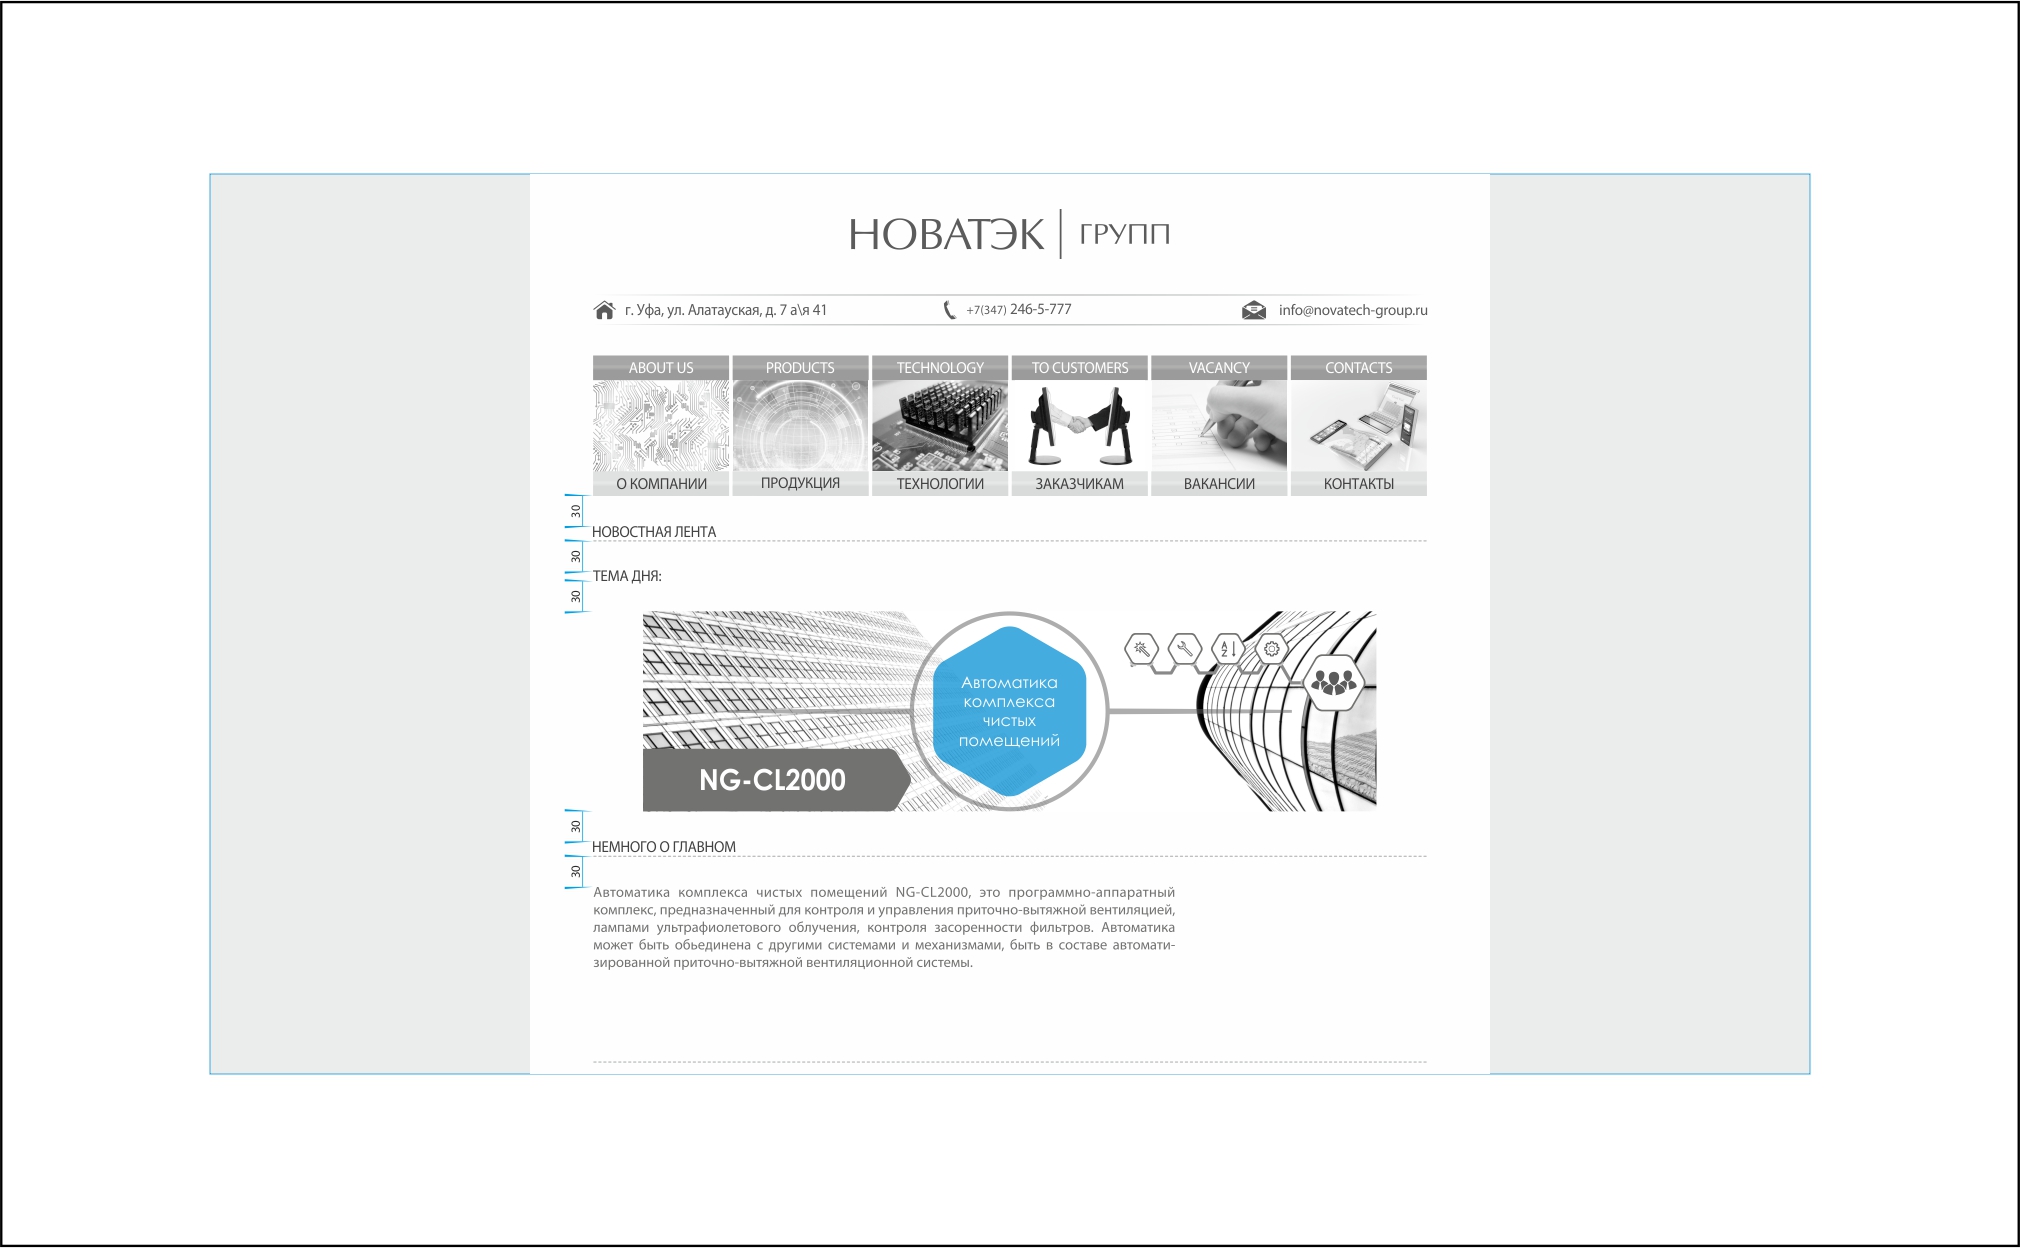 НОВАТЭК ГРУПП
г. Уфа, ул. Алатауская, д. 7 а\я 41 +7(347) 246-5-777 info@novatech-group.ru
ABOUT US PRODUCTS TECHNOLOGY TO CUSTOMERS VACANCY CONTACTS
О КОМПАНИИ ПРОДУКЦИЯ ТЕХНОЛОГИИ ЗАКАЗЧИКАМ ВАКАНСИИ КОНТАКТЫ
30
НОВОСТНАЯ ЛЕНТА
30
ТЕМА ДНЯ:
30
A
Z
Автоматика
комплекса
чистых
помещений
NG-CL2000
30
НЕМНОГО О ГЛАВНОМ
30
Автоматика комплекса чистых помещений NG-CL2000, это программно-аппаратный
комплекс, предназначенный для контроля и управления приточно-вытяжной вентиляцией,
лампами ультрафиолетового облучения, контроля засоренности фильтров. Автоматика
может быть обьединена с другими системами и механизмами, быть в составе автомати-
зированной приточно-вытяжной вентиляционной системы.